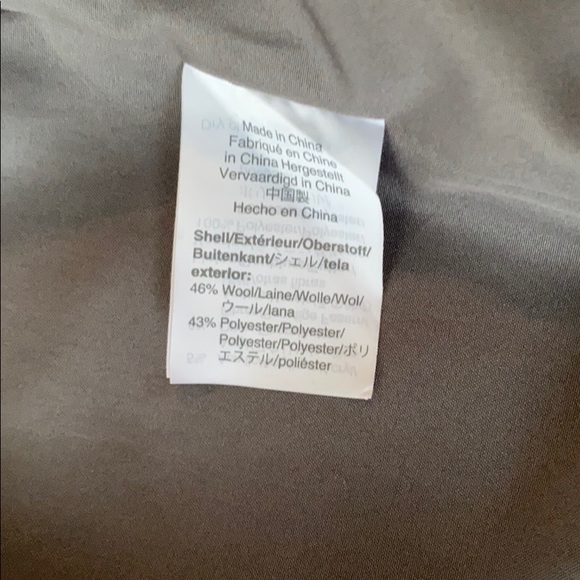 Made in China
Fabriqué en Chine
in China Hergestellt
Vervaardigd in China
中国製
Hecho en China
Shell/Extérieur/Oberstoff/
Buitenkant/シェル/tela
exterlor:
46% Wool/Laine/Wolle/Wol/
ウール/lana
43% Polyester/Polyester/
Polyester/Polyester/ポリ
エステル/poliéster